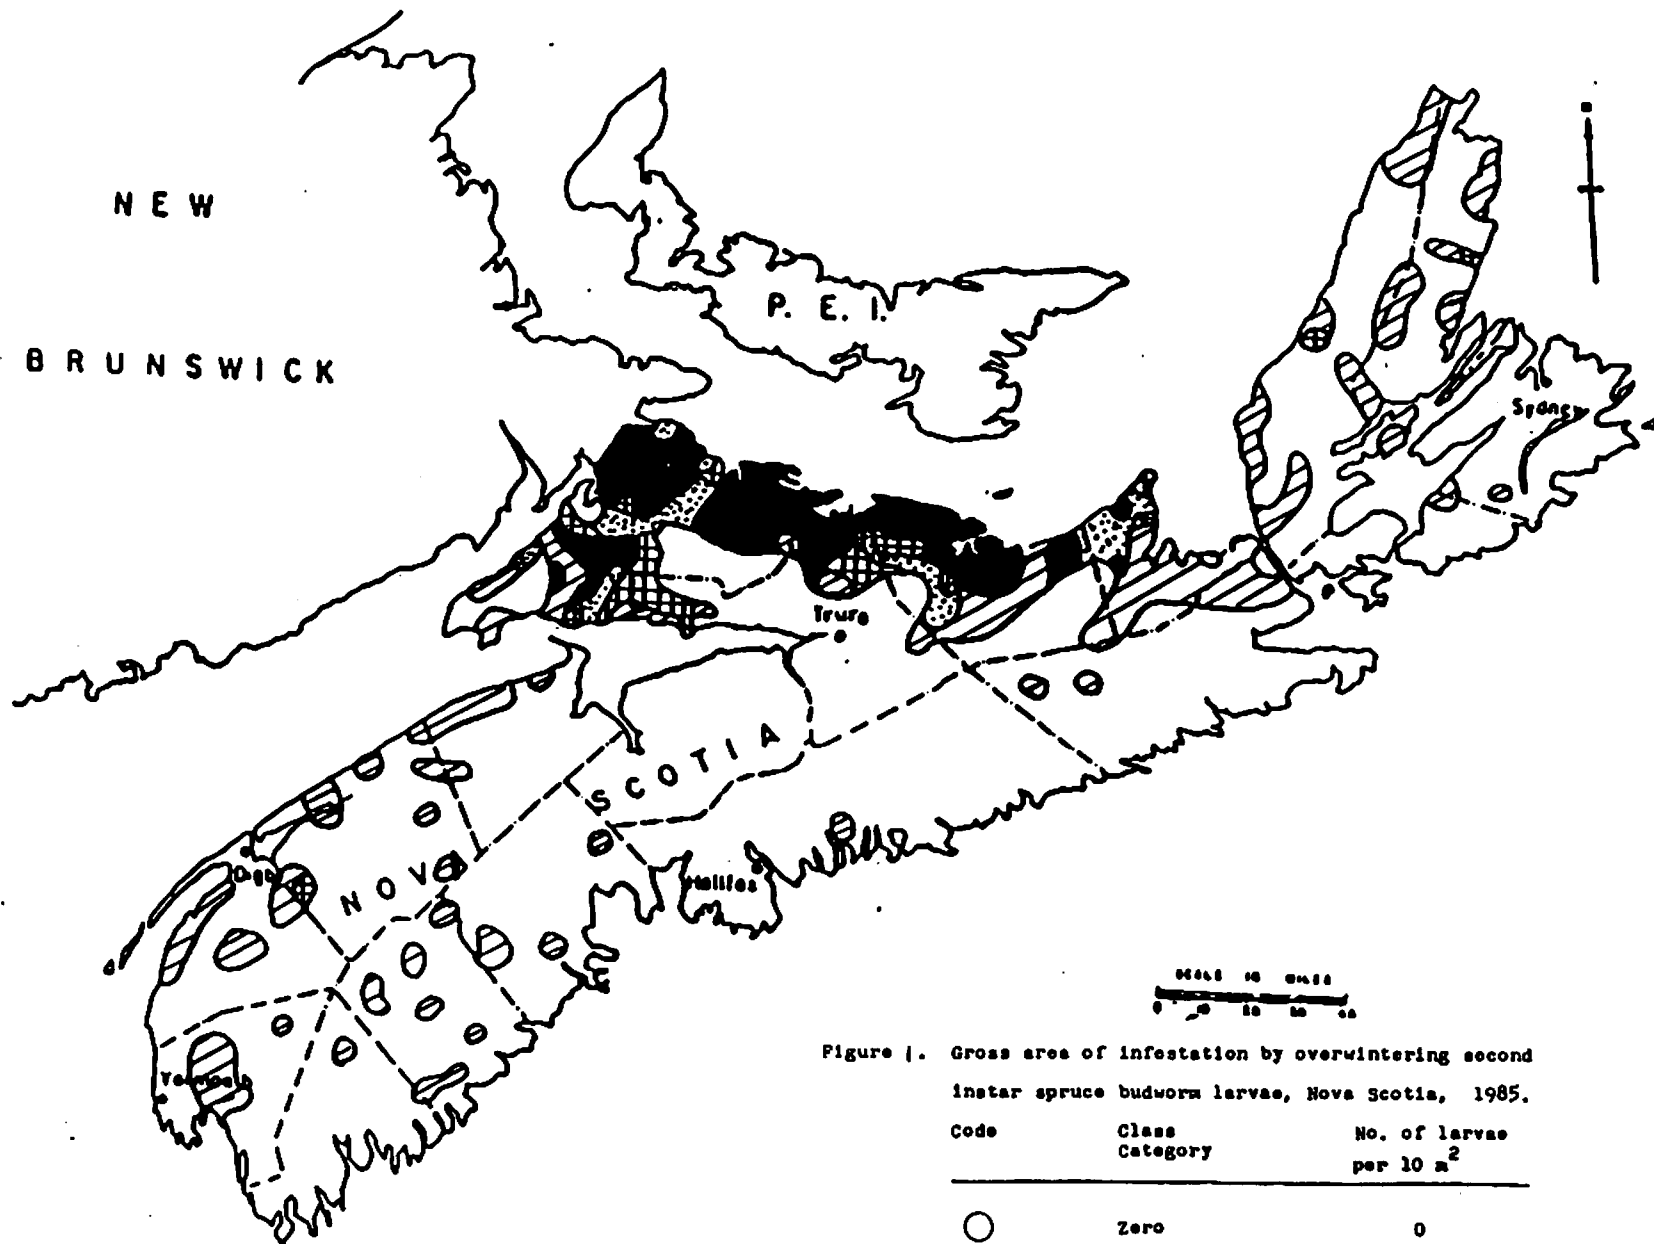 NEW
BRUNSWICK
P. E. I.
Sydney
Truro
NOVA SCOTIA
Halifax
Figure 1. Gross area of infestation by overwintering second
instar spruce budworm larvae, Nova Scotia, 1985.
Code Class No. of larvae
Category per 10 m²
Zero 0